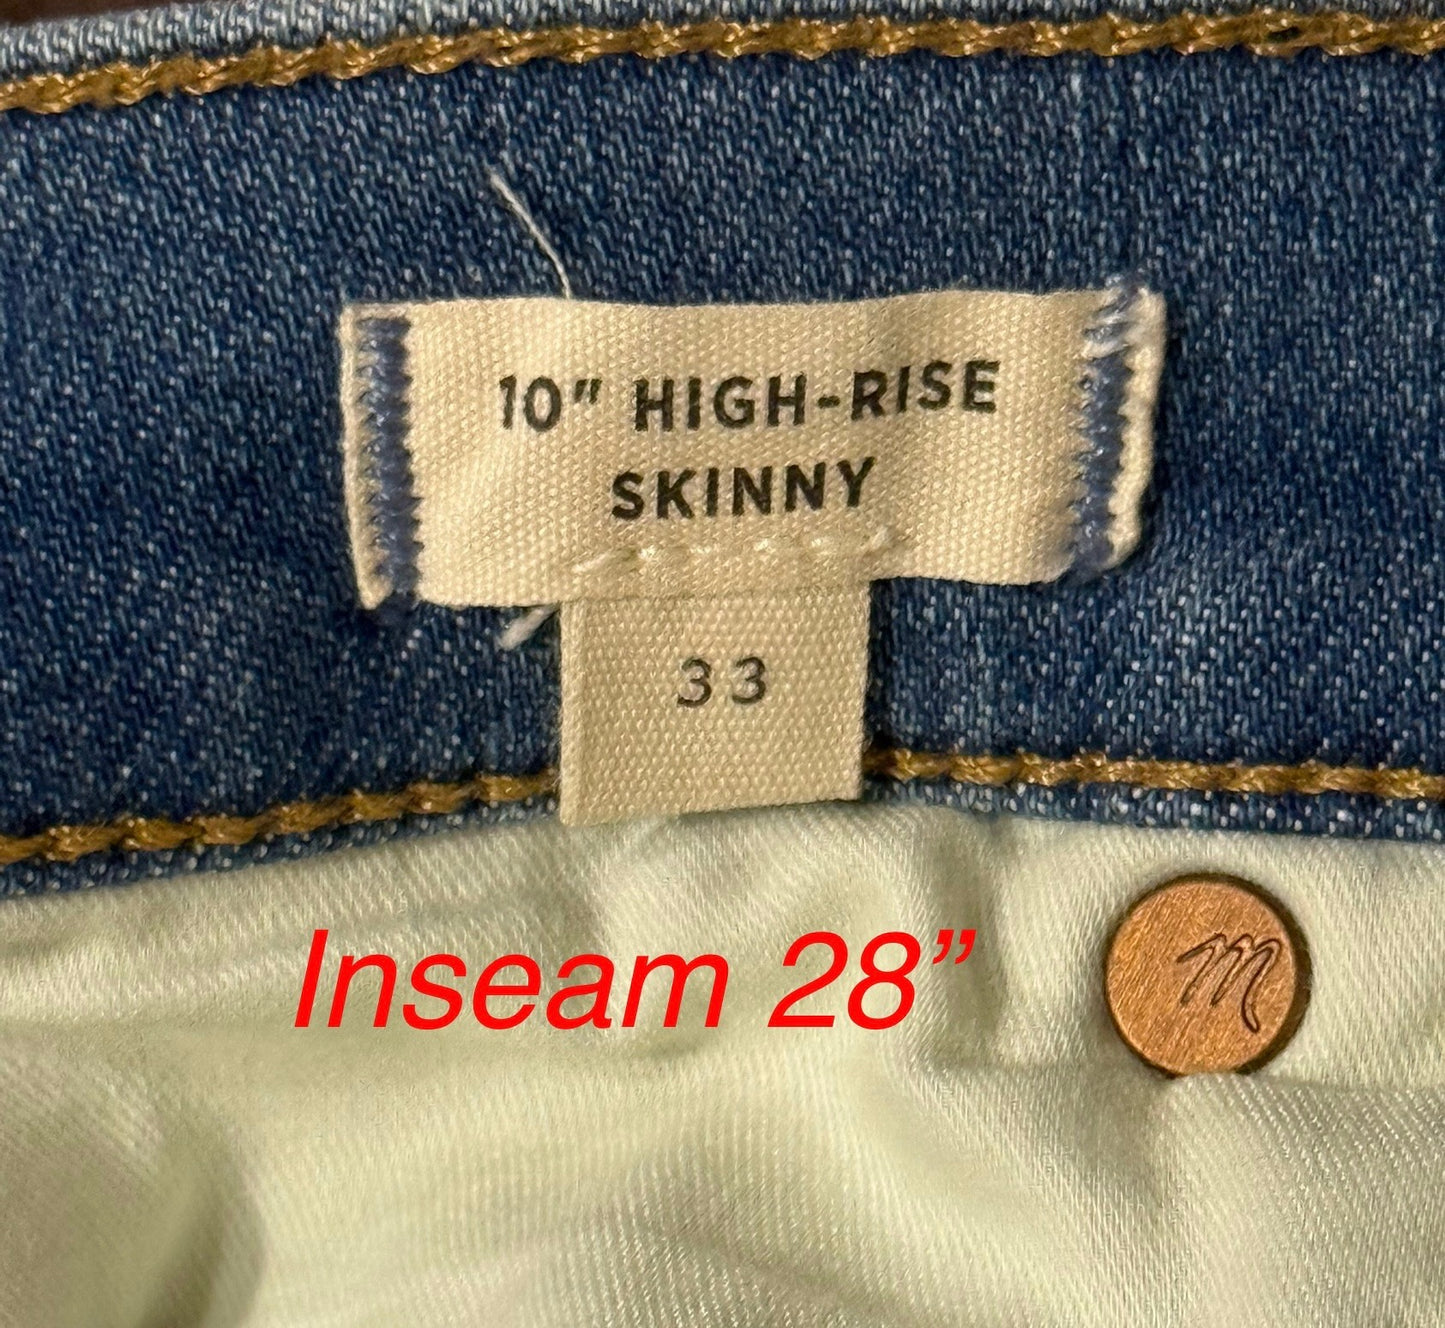 10" HIGH-RISE
SKINNY
33
Inseam 28”
m